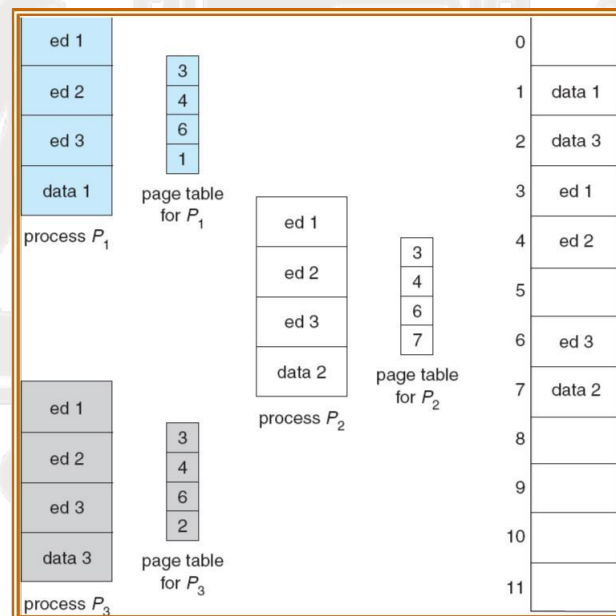 ed 1
ed 2
ed 3
data 1
process P1
3
4
6
1
page table
for P1
ed 1
ed 2
ed 3
data 2
process P2
3
4
6
7
page table
for P2
ed 1
ed 2
ed 3
data 3
process P3
3
4
6
2
page table
for P3
0
1 data 1
2 data 3
3 ed 1
4 ed 2
5
6 ed 3
7 data 2
8
9
10
11